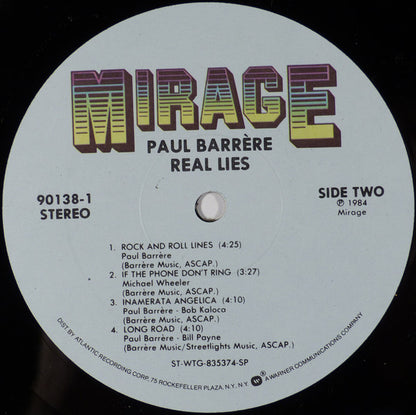 MIRAGE
PAUL BARRÈRE
REAL LIES
90138-1
STEREO
SIDE TWO
℗ 1984
Mirage
1. ROCK AND ROLL LINES (4:25)
Paul Barrère
(Barrère Music, ASCAP.)
2. IF THE PHONE DON'T RING (3:27)
Michael Wheeler
(Barrère Music, ASCAP.)
3. INAMERATA ANGELICA (4:10)
Paul Barrère - Bob Kaloca
(Barrère Music, ASCAP.)
4. LONG ROAD (4:10)
Paul Barrère - Bill Payne
(Barrère Music/Streetlights Music, ASCAP.)
ST-WTG-835374-SP
DIST. BY ATLANTIC RECORDING CORP. 75 ROCKEFELLER PLAZA, N.Y. N.Y. W A WARNER COMMUNICATIONS COMPANY